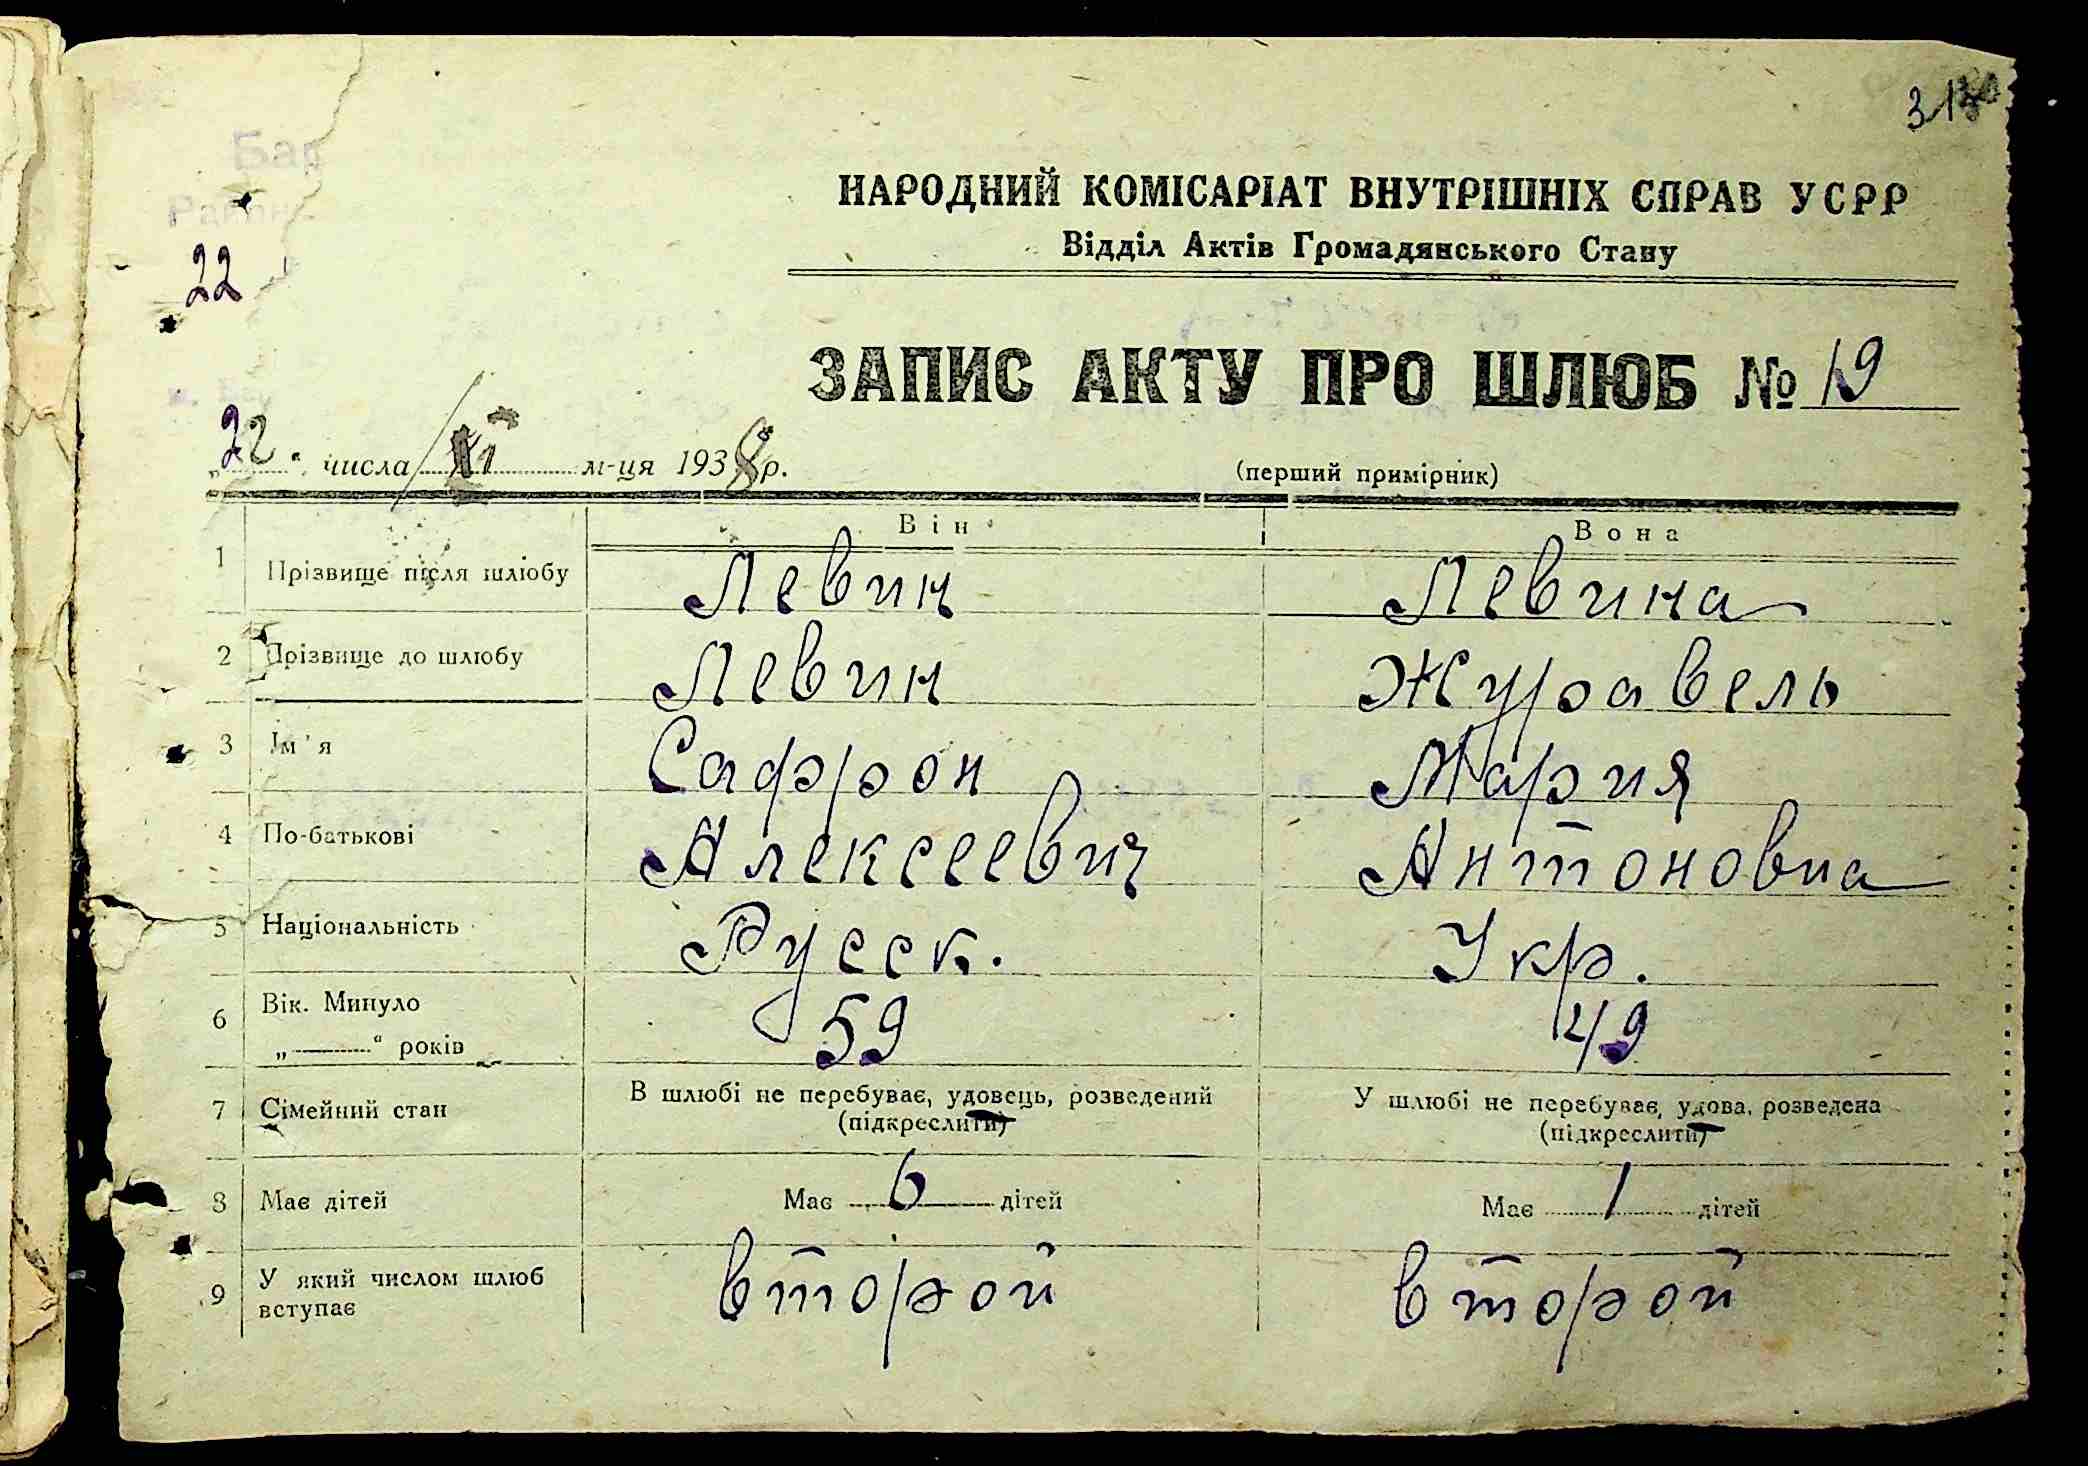 22
НАРОДНИЙ КОМІСАРІАТ ВНУТРІШНІХ СПРАВ УСРР
Відділ Актів Громадянського Стану
ЗАПИС АКТУ ПРО ШЛЮБ № 19
„22“ числа XI м-ця 1938 р.
(перший примірник)
Він Вона
1 Прізвище після шлюбу Левин Левина
2 Прізвище до шлюбу Левин Журавель
3 Ім'я Сафрон Мария
4 По-батькові Алексеевич Антоновна
5 Національність Русск. Укр.
6 Вік. Минуло 59 49
„——“ років
7 Сімейний стан В шлюбі не перебуває, удовець, розведений У шлюбі не перебуває, удова, розведена
(підкреслити) (підкреслити)
8 Має дітей Має 6 дітей Має 1 дітей
9 У який числом шлюб вторoй второй
вступає